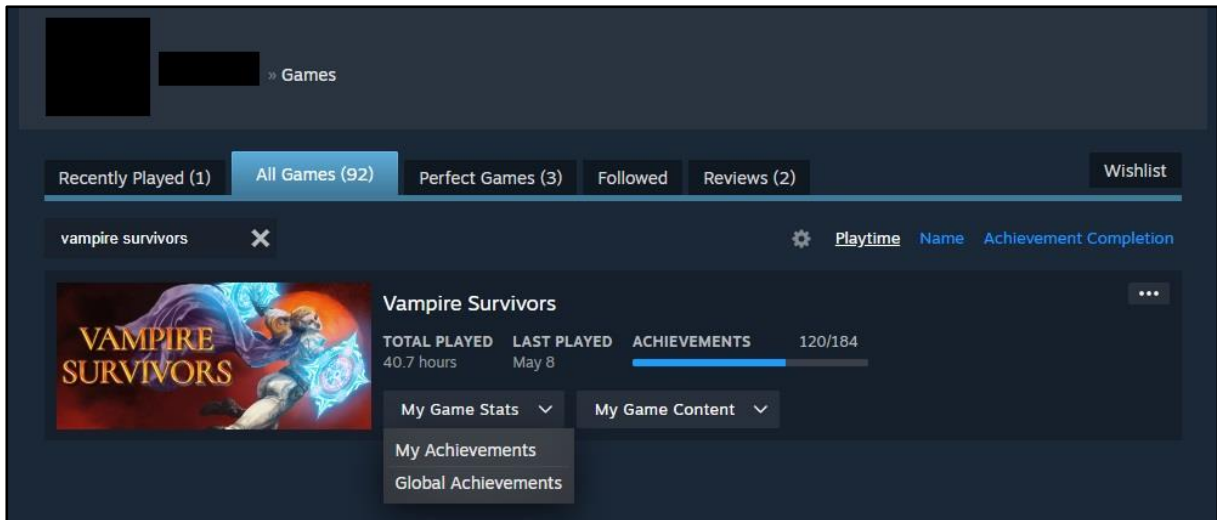 » Games
Recently Played (1) All Games (92) Perfect Games (3) Followed Reviews (2) Wishlist
vampire survivors Playtime Name Achievement Completion
VAMPIRE
SURVIVORS
Vampire Survivors
TOTAL PLAYED LAST PLAYED ACHIEVEMENTS 120/184
40.7 hours May 8
My Game Stats My Game Content
My Achievements
Global Achievements